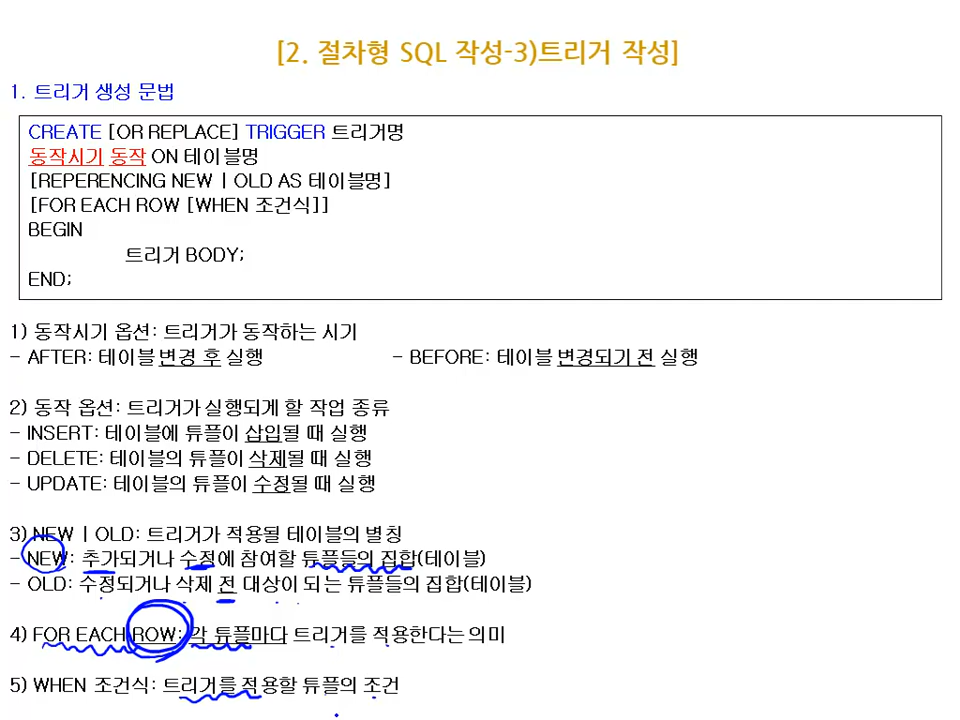 [2. 절차형 SQL 작성-3)트리거 작성]
1. 트리거 생성 문법
CREATE [OR REPLACE] TRIGGER 트리거명
동작시기 동작 ON 테이블명
[REPERENCING NEW | OLD AS 테이블명]
[FOR EACH ROW [WHEN 조건식]]
BEGIN
트리거 BODY;
END;
1) 동작시기 옵션: 트리거가 동작하는 시기
- AFTER: 테이블 변경 후 실행 - BEFORE: 테이블 변경되기 전 실행
2) 동작 옵션: 트리거가 실행되게 할 작업 종류
- INSERT: 테이블에 튜플이 삽입될 때 실행
- DELETE: 테이블의 튜플이 삭제될 때 실행
- UPDATE: 테이블의 튜플이 수정될 때 실행
3) NEW | OLD: 트리거가 적용될 테이블의 별칭
- NEW: 추가되거나 수정에 참여할 튜플들의 집합(테이블)
- OLD: 수정되거나 삭제 전 대상이 되는 튜플들의 집합(테이블)
4) FOR EACH ROW: 각 튜플마다 트리거를 적용한다는 의미
5) WHEN 조건식: 트리거를 적용할 튜플의 조건